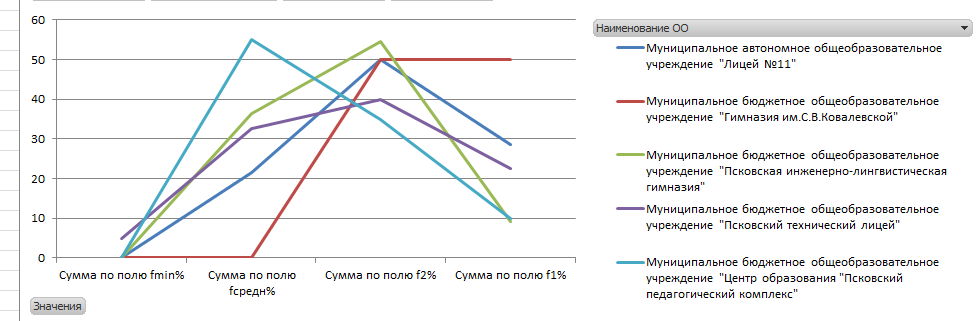 60
50
40
30
20
10
0
Сумма по полю fmin%
Сумма по полю
fсредн%
Сумма по полю f2%
Сумма по полю f1%
Значения
Наименование ОО
Муниципальное автономное общеобразовательное
учреждение "Лицей №11"
Муниципальное бюджетное общеобразовательное
учреждение "Гимназия им.С.В.Ковалевской"
Муниципальное бюджетное общеобразовательное
учреждение "Псковская инженерно-лингвистическая
гимназия"
Муниципальное бюджетное общеобразовательное
учреждение "Псковский технический лицей"
Муниципальное бюджетное общеобразовательное
учреждение "Центр образования "Псковский
педагогический комплекс"